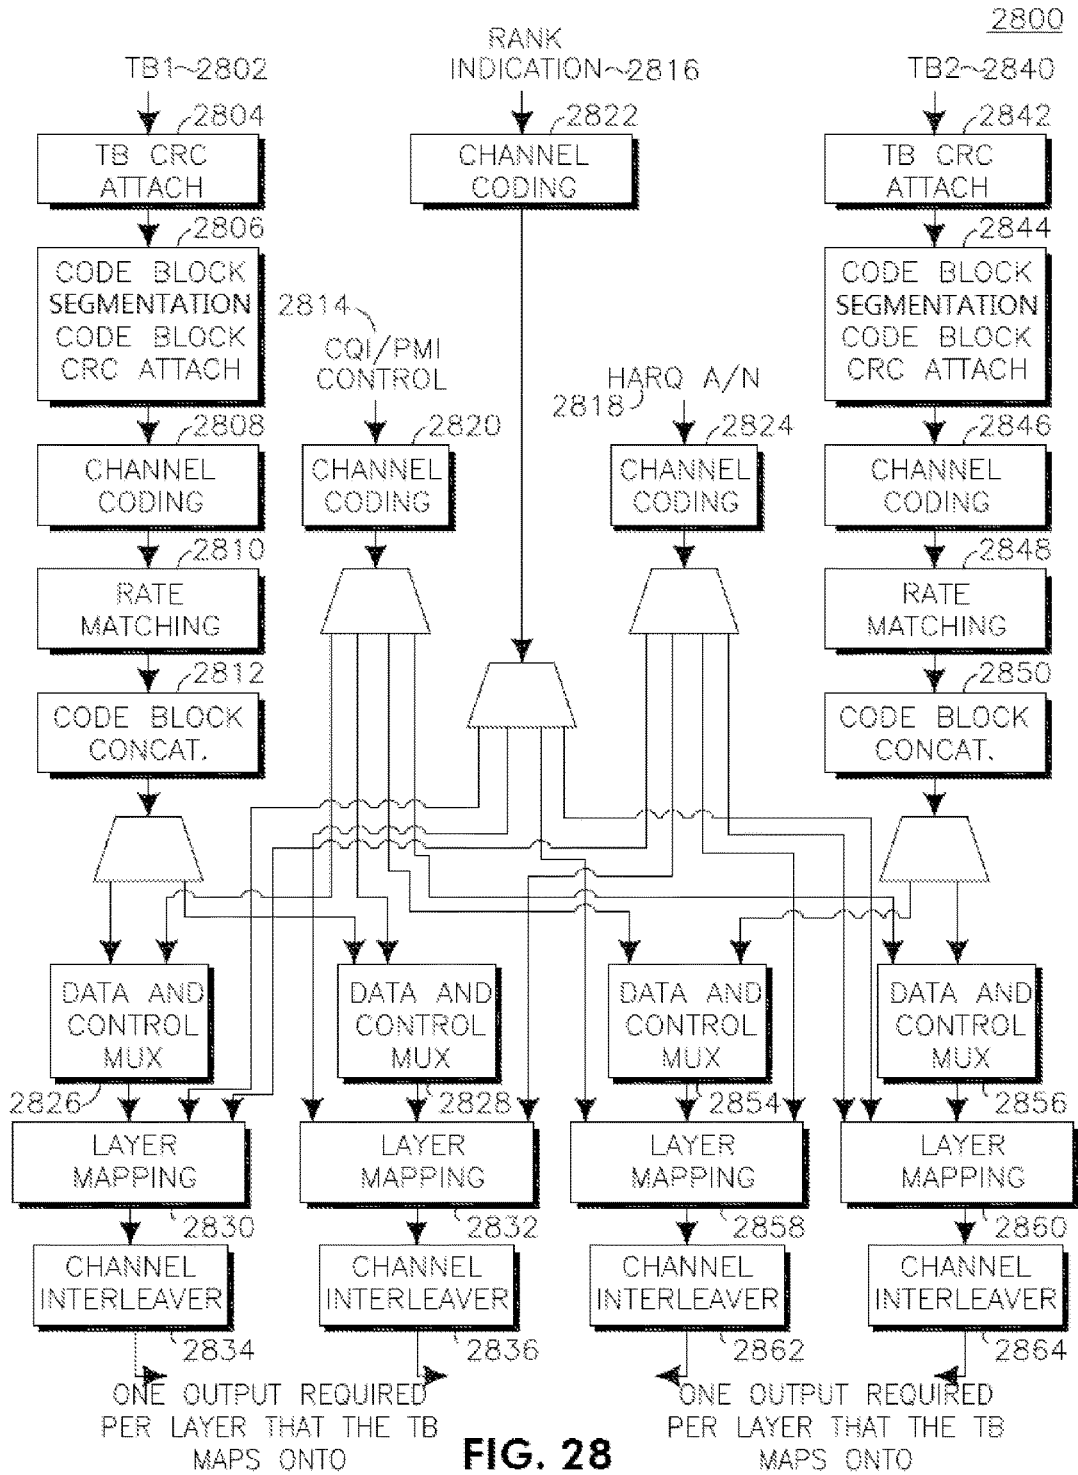 2800
TB1~2802
RANK
INDICATION~2816
TB2~2840
2804
TB CRC
ATTACH
2822
CHANNEL
CODING
2842
TB CRC
ATTACH
2806
CODE BLOCK
SEGMENTATION
CODE BLOCK
CRC ATTACH
2844
CODE BLOCK
SEGMENTATION
CODE BLOCK
CRC ATTACH
2814
CQI/PMI
CONTROL
HARQ A/N
2818
2808
CHANNEL
CODING
2820
CHANNEL
CODING
2824
CHANNEL
CODING
2846
CHANNEL
CODING
2810
RATE
MATCHING
2848
RATE
MATCHING
2812
CODE BLOCK
CONCAT.
2850
CODE BLOCK
CONCAT.
DATA AND
CONTROL
MUX
2826
DATA AND
CONTROL
MUX
2828
DATA AND
CONTROL
MUX
2854
DATA AND
CONTROL
MUX
2856
LAYER
MAPPING
2830
LAYER
MAPPING
2832
LAYER
MAPPING
2858
LAYER
MAPPING
2860
CHANNEL
INTERLEAVER
2834
CHANNEL
INTERLEAVER
2836
CHANNEL
INTERLEAVER
2862
CHANNEL
INTERLEAVER
2864
ONE OUTPUT REQUIRED
PER LAYER THAT THE TB
MAPS ONTO
ONE OUTPUT REQUIRED
PER LAYER THAT THE TB
MAPS ONTO
FIG. 28